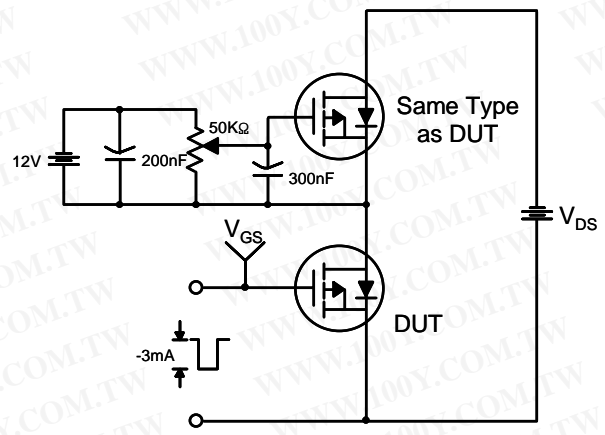 WWW.100Y.COM.TW
Same Type
as DUT
50KΩ
12V
200nF
300nF
VGS
VDS
DUT
-3mA